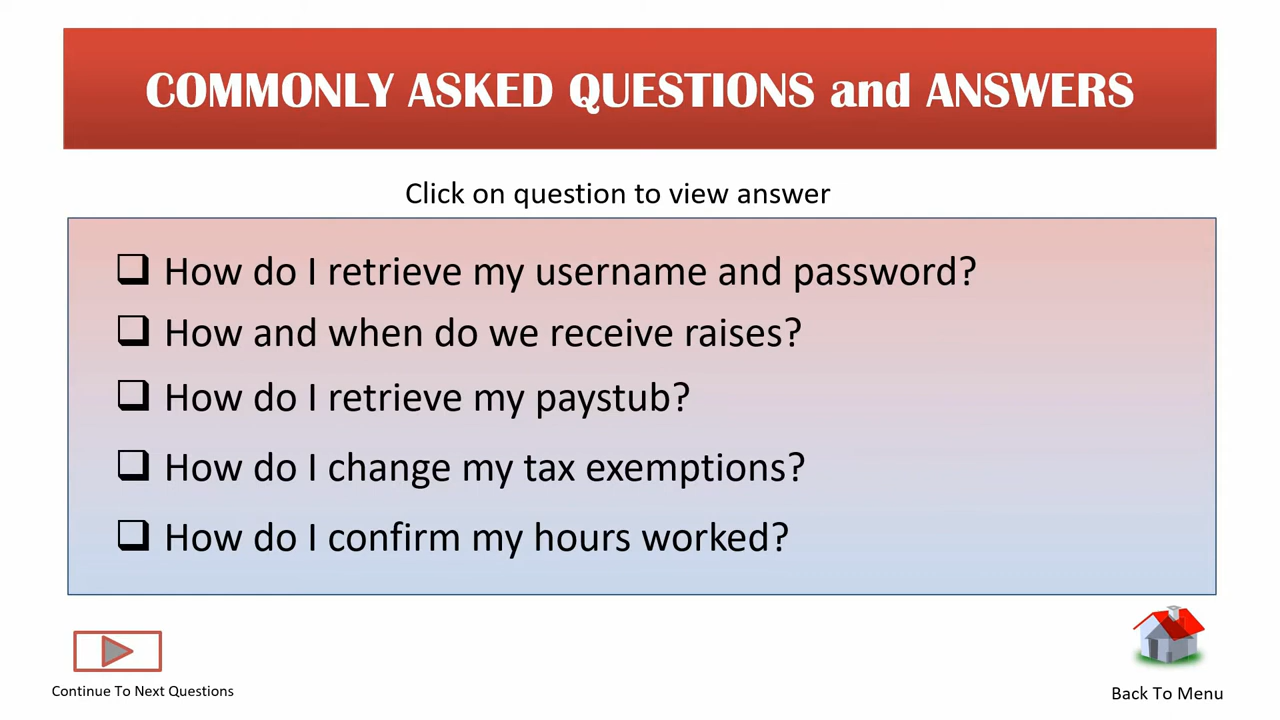 COMMONLY ASKED QUESTIONS and ANSWERS
Click on question to view answer
How do I retrieve my username and password?
How and when do we receive raises?
How do I retrieve my paystub?
How do I change my tax exemptions?
How do I confirm my hours worked?
Continue To Next Questions
Back To Menu